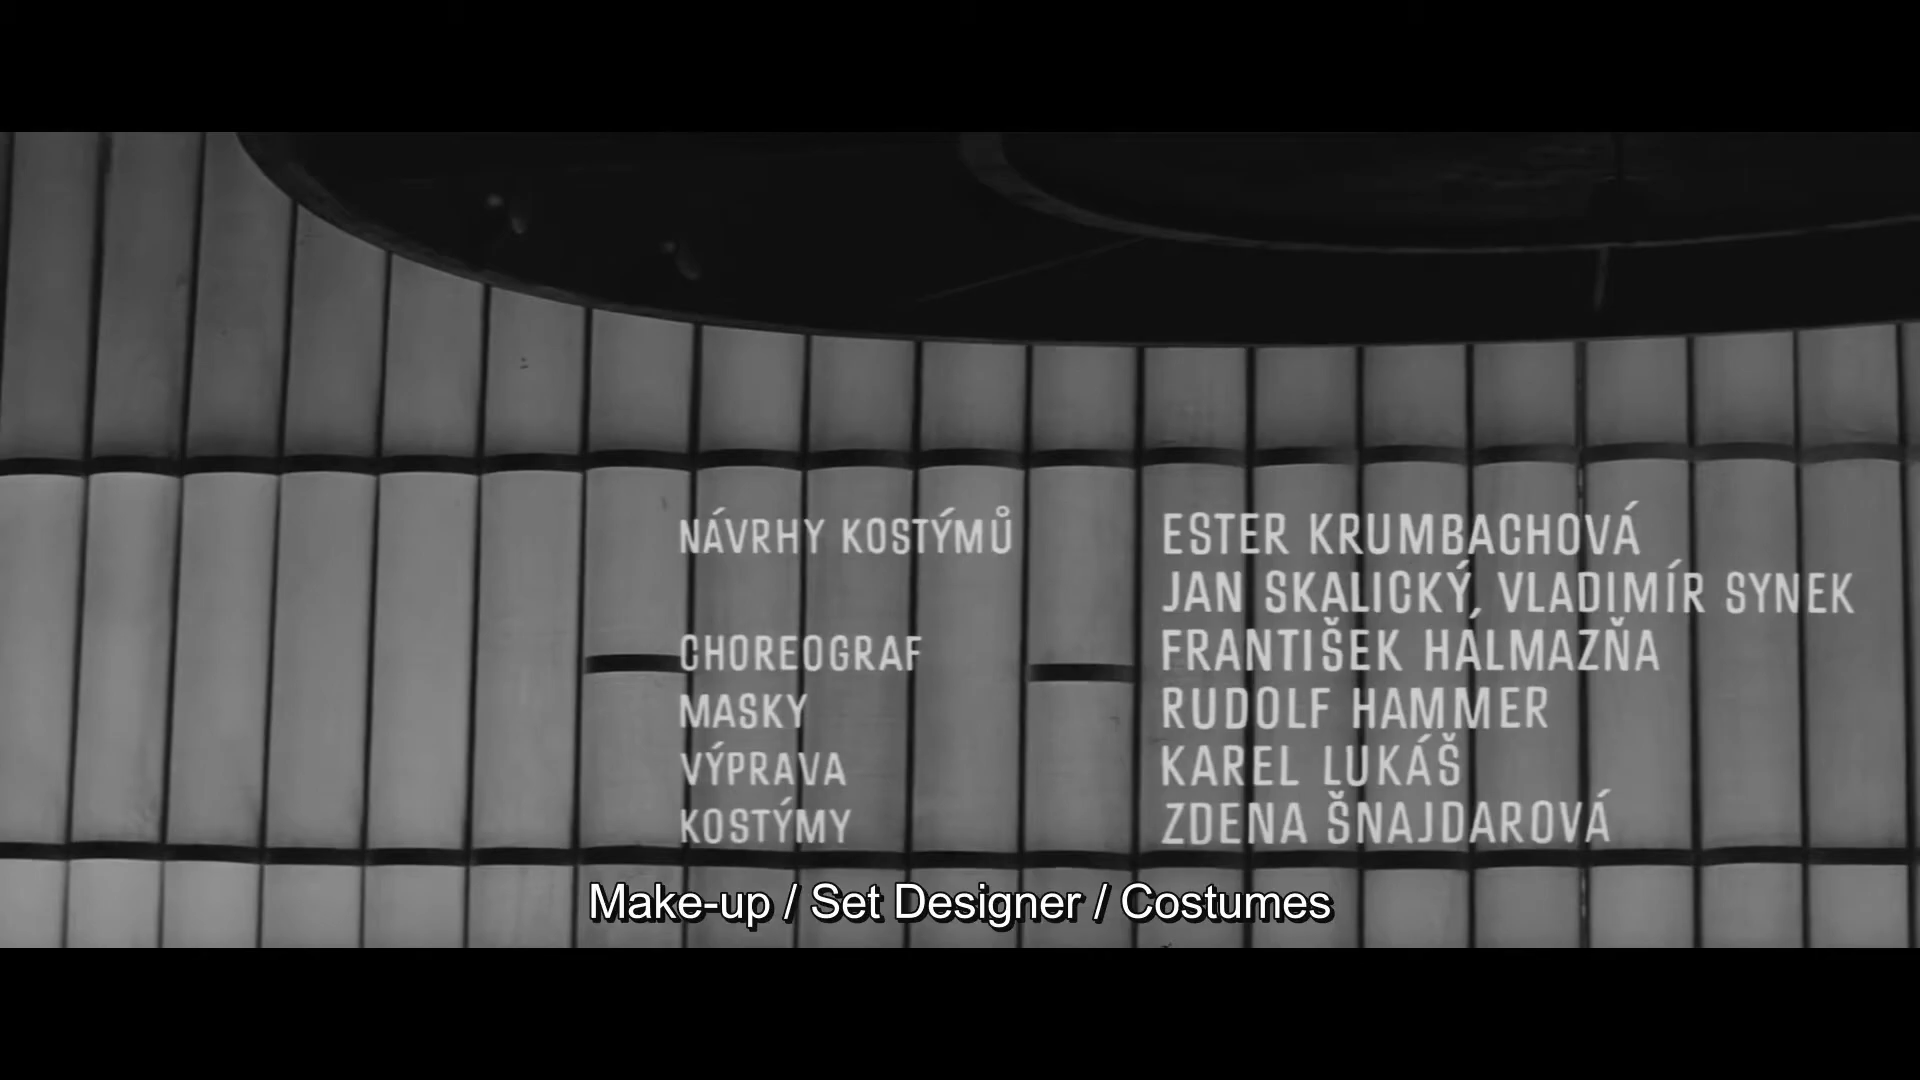 NÁVRHY KOSTÝMŮ ESTER KRUMBACHOVÁ
JAN SKALICKÝ, VLADIMÍR SYNEK
CHOREOGRAF FRANTIŠEK HALMAZŇA
MASKY RUDOLF HAMMER
VÝPRAVA KAREL LUKÁŠ
KOSTÝMY ZDENA ŠNAJDAROVÁ
Make-up / Set Designer / Costumes